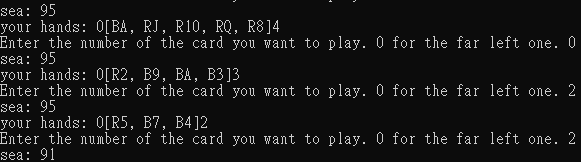 sea: 95
your hands: 0[BA, RJ, R10, RQ, R8]4
Enter the number of the card you want to play. 0 for the far left one. 0
sea: 95
your hands: 0[R2, B9, BA, B3]3
Enter the number of the card you want to play. 0 for the far left one. 2
sea: 95
your hands: 0[R5, B7, B4]2
Enter the number of the card you want to play. 0 for the far left one. 2
sea: 91